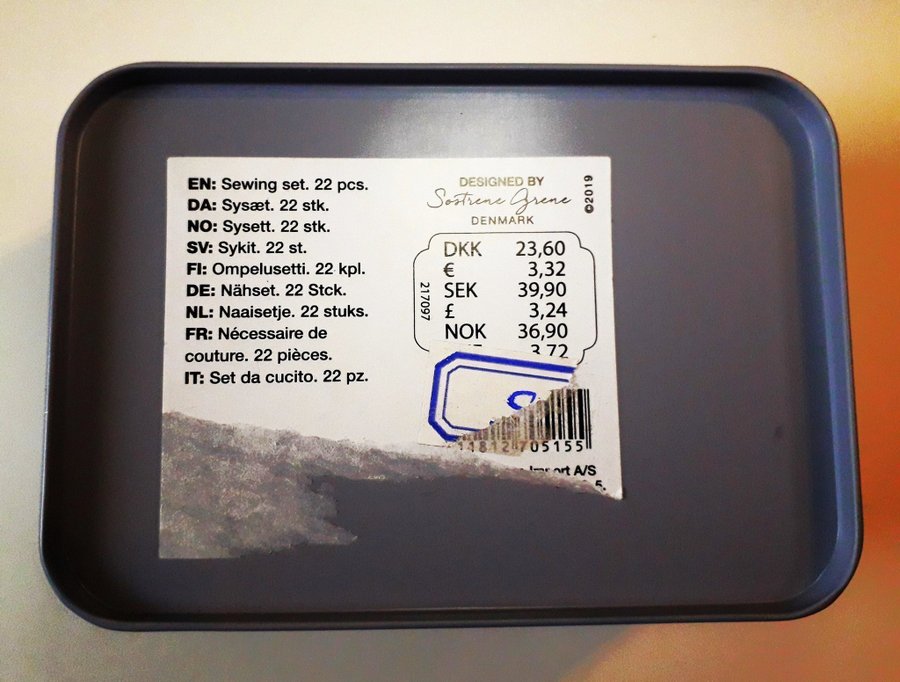 EN: Sewing set. 22 pcs.
DA: Sysæt. 22 stk.
NO: Sysett. 22 stk.
SV: Sykit. 22 st.
FI: Ompelusetti. 22 kpl.
DE: Nähset. 22 Stck.
NL: Naaisetje. 22 stuks.
FR: Nécessaire de
couture. 22 pièces.
IT: Set da cucito. 22 pz.
DESIGNED BY
Søstrene Grene
DENMARK
©2019
DKK 23,60
€ 3,32
SEK 39,90
£ 3,24
NOK 36,90
3,72
217097
705155
A/S